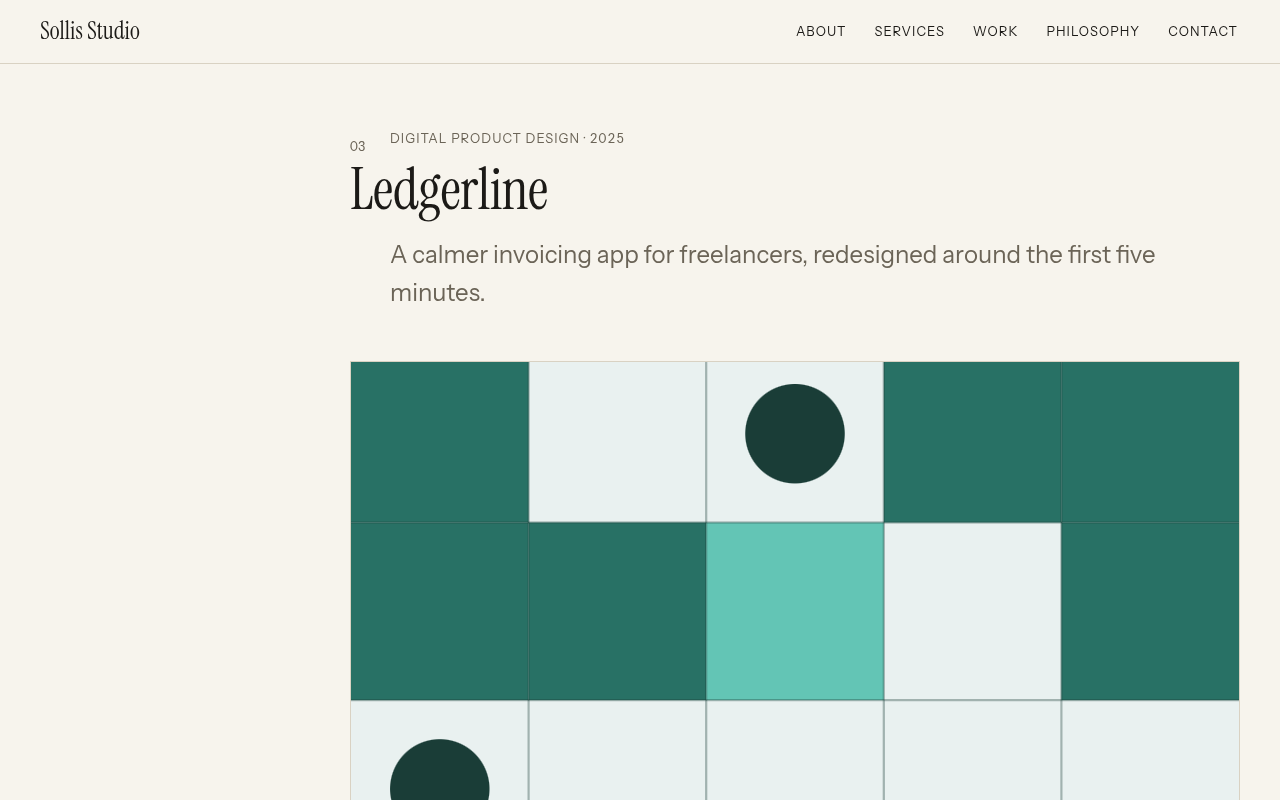 Sollis Studio
ABOUT SERVICES WORK PHILOSOPHY CONTACT
03
DIGITAL PRODUCT DESIGN · 2025
Ledgerline
A calmer invoicing app for freelancers, redesigned around the first five
minutes.